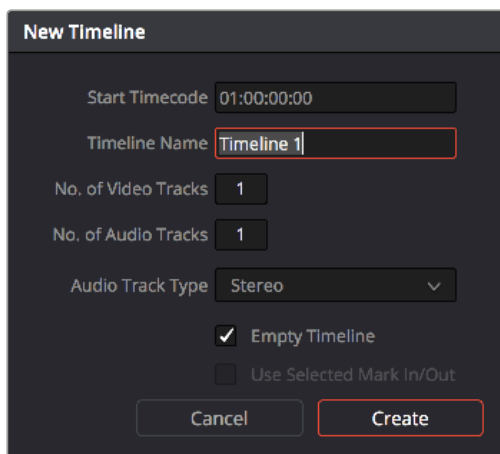 New Timeline
Start Timecode 01:00:00:00
Timeline Name Timeline 1
No. of Video Tracks 1
No. of Audio Tracks 1
Audio Track Type Stereo
Empty Timeline
Use Selected Mark In/Out
Cancel Create